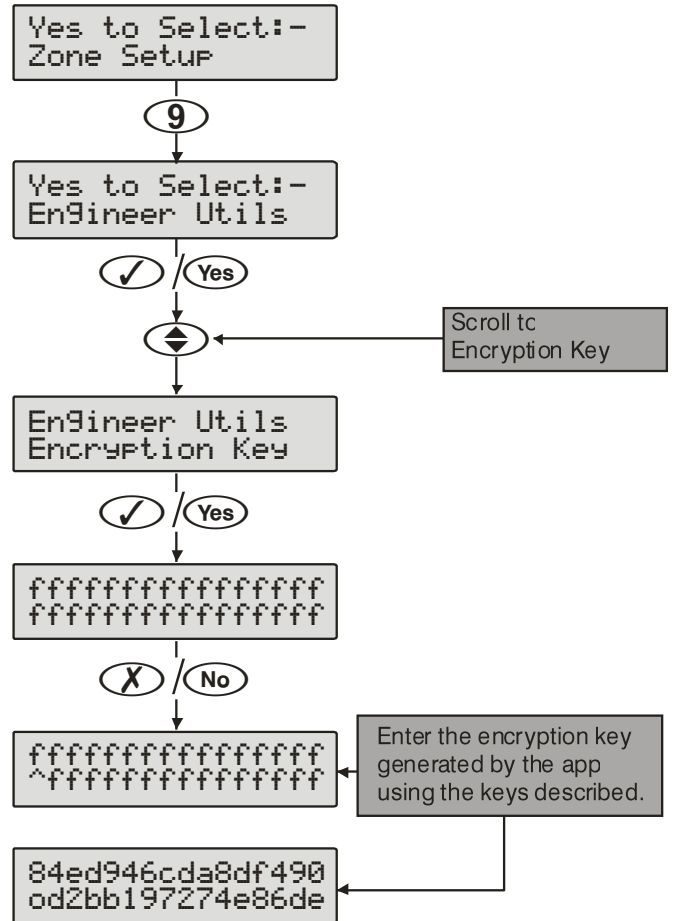 Yes to Select:-
Zone Setup
9
Yes to Select:-
Engineer Utils
✓ / Yes
Scroll to
Encryption Key
Engineer Utils
Encryption Key
✓ / Yes
ffffffffffffffff
ffffffffffffffff
✗ / No
ffffffffffffffff
^fffffffffffffff
Enter the encryption key
generated by the app
using the keys described.
84ed946cda8df490
od2bb197274e86de